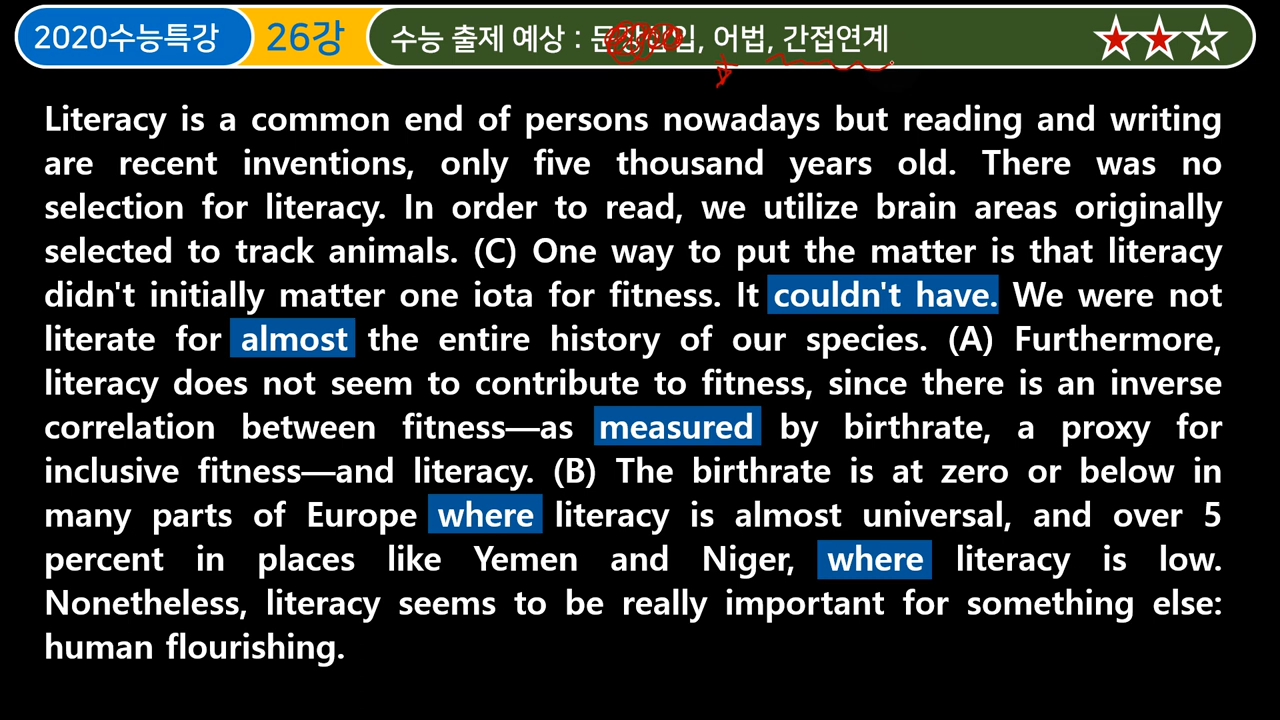 2020수능특강
26강
수능 출제 예상 : 문장삽입, 어법, 간접연계
Literacy is a common end of persons nowadays but reading and writing
are recent inventions, only five thousand years old. There was no
selection for literacy. In order to read, we utilize brain areas originally
selected to track animals. (C) One way to put the matter is that literacy
didn't initially matter one iota for fitness. It couldn't have. We were not
literate for almost the entire history of our species. (A) Furthermore,
literacy does not seem to contribute to fitness, since there is an inverse
correlation between fitness—as measured by birthrate, a proxy for
inclusive fitness—and literacy. (B) The birthrate is at zero or below in
many parts of Europe where literacy is almost universal, and over 5
percent in places like Yemen and Niger, where literacy is low.
Nonetheless, literacy seems to be really important for something else:
human flourishing.